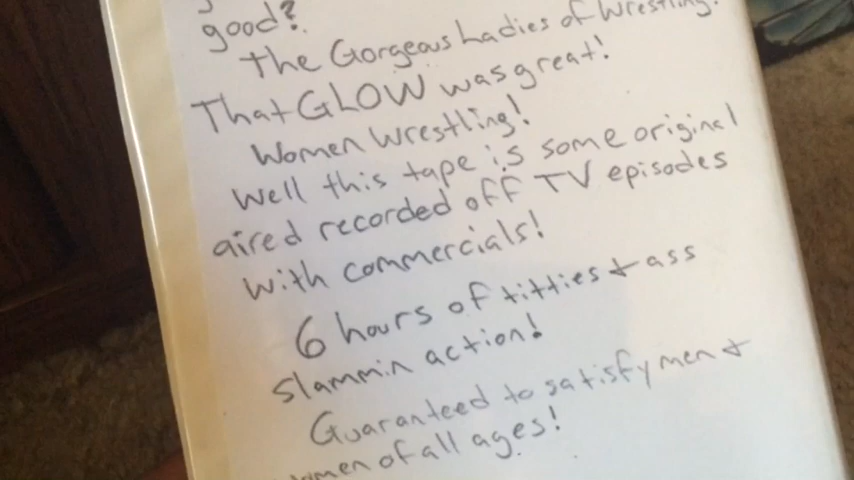 good?
The Gorgeous Ladies of Wrestling!
That GLOW was great!
Women Wrestling!
Well this tape is some original
aired recorded off TV episodes
with commercials!
6 hours of titties & ass
slammin action!
Guaranteed to satisfy men &
women of all ages!